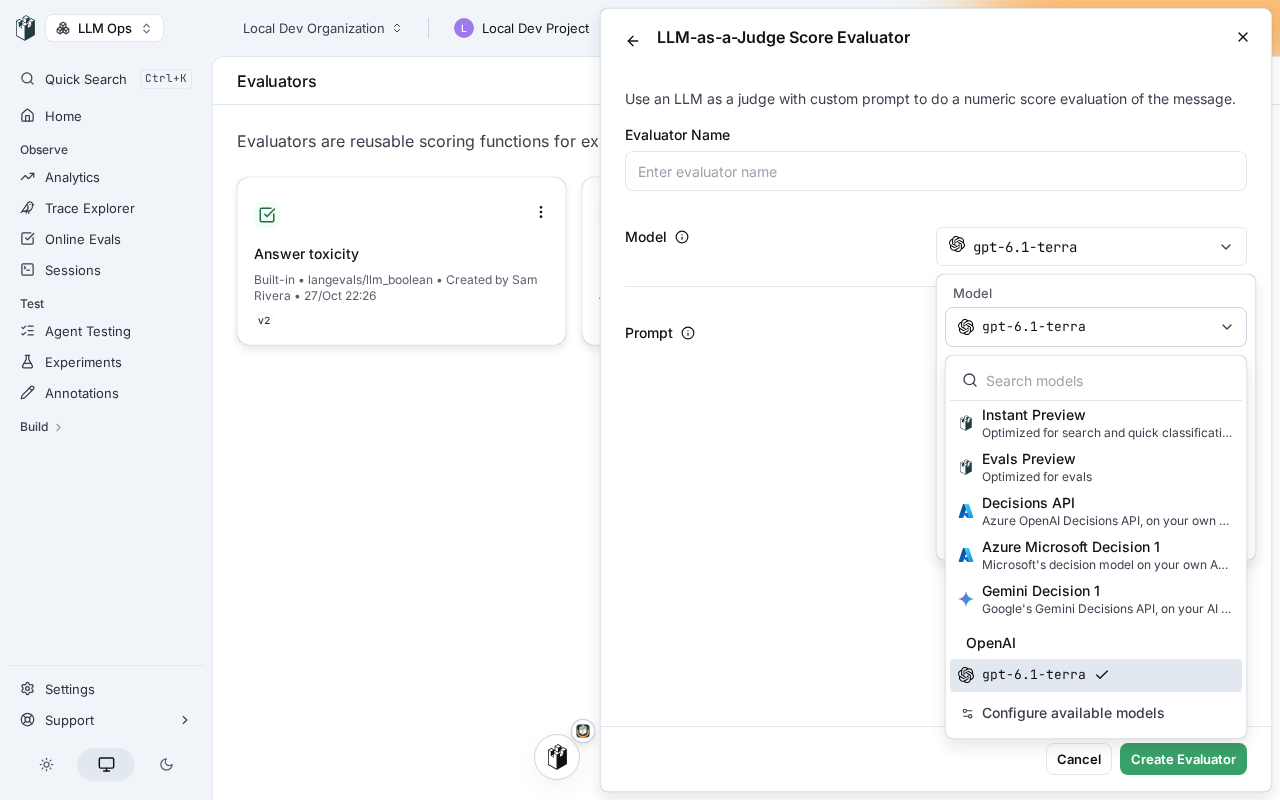 LLM Ops
Local Dev Organization
L
Local Dev Project
Quick Search
Ctrl+K
Home
Observe
Analytics
Trace Explorer
Online Evals
Sessions
Test
Agent Testing
Experiments
Annotations
Build
Settings
Support
Evaluators
Evaluators are reusable scoring functions for ex
Answer toxicity
Built-in • langevals/llm_boolean • Created by Sam
Rivera • 27/Oct 22:26
v2
LLM-as-a-Judge Score Evaluator
Use an LLM as a judge with custom prompt to do a numeric score evaluation of the message.
Evaluator Name
Enter evaluator name
Model
gpt-6.1-terra
Prompt
Model
gpt-6.1-terra
Search models
Instant Preview
Optimized for search and quick classificati...
Evals Preview
Optimized for evals
Decisions API
Azure OpenAI Decisions API, on your own ...
Azure Microsoft Decision 1
Microsoft's decision model on your own A...
Gemini Decision 1
Google's Gemini Decisions API, on your AI ...
OpenAI
gpt-6.1-terra
Configure available models
Cancel
Create Evaluator